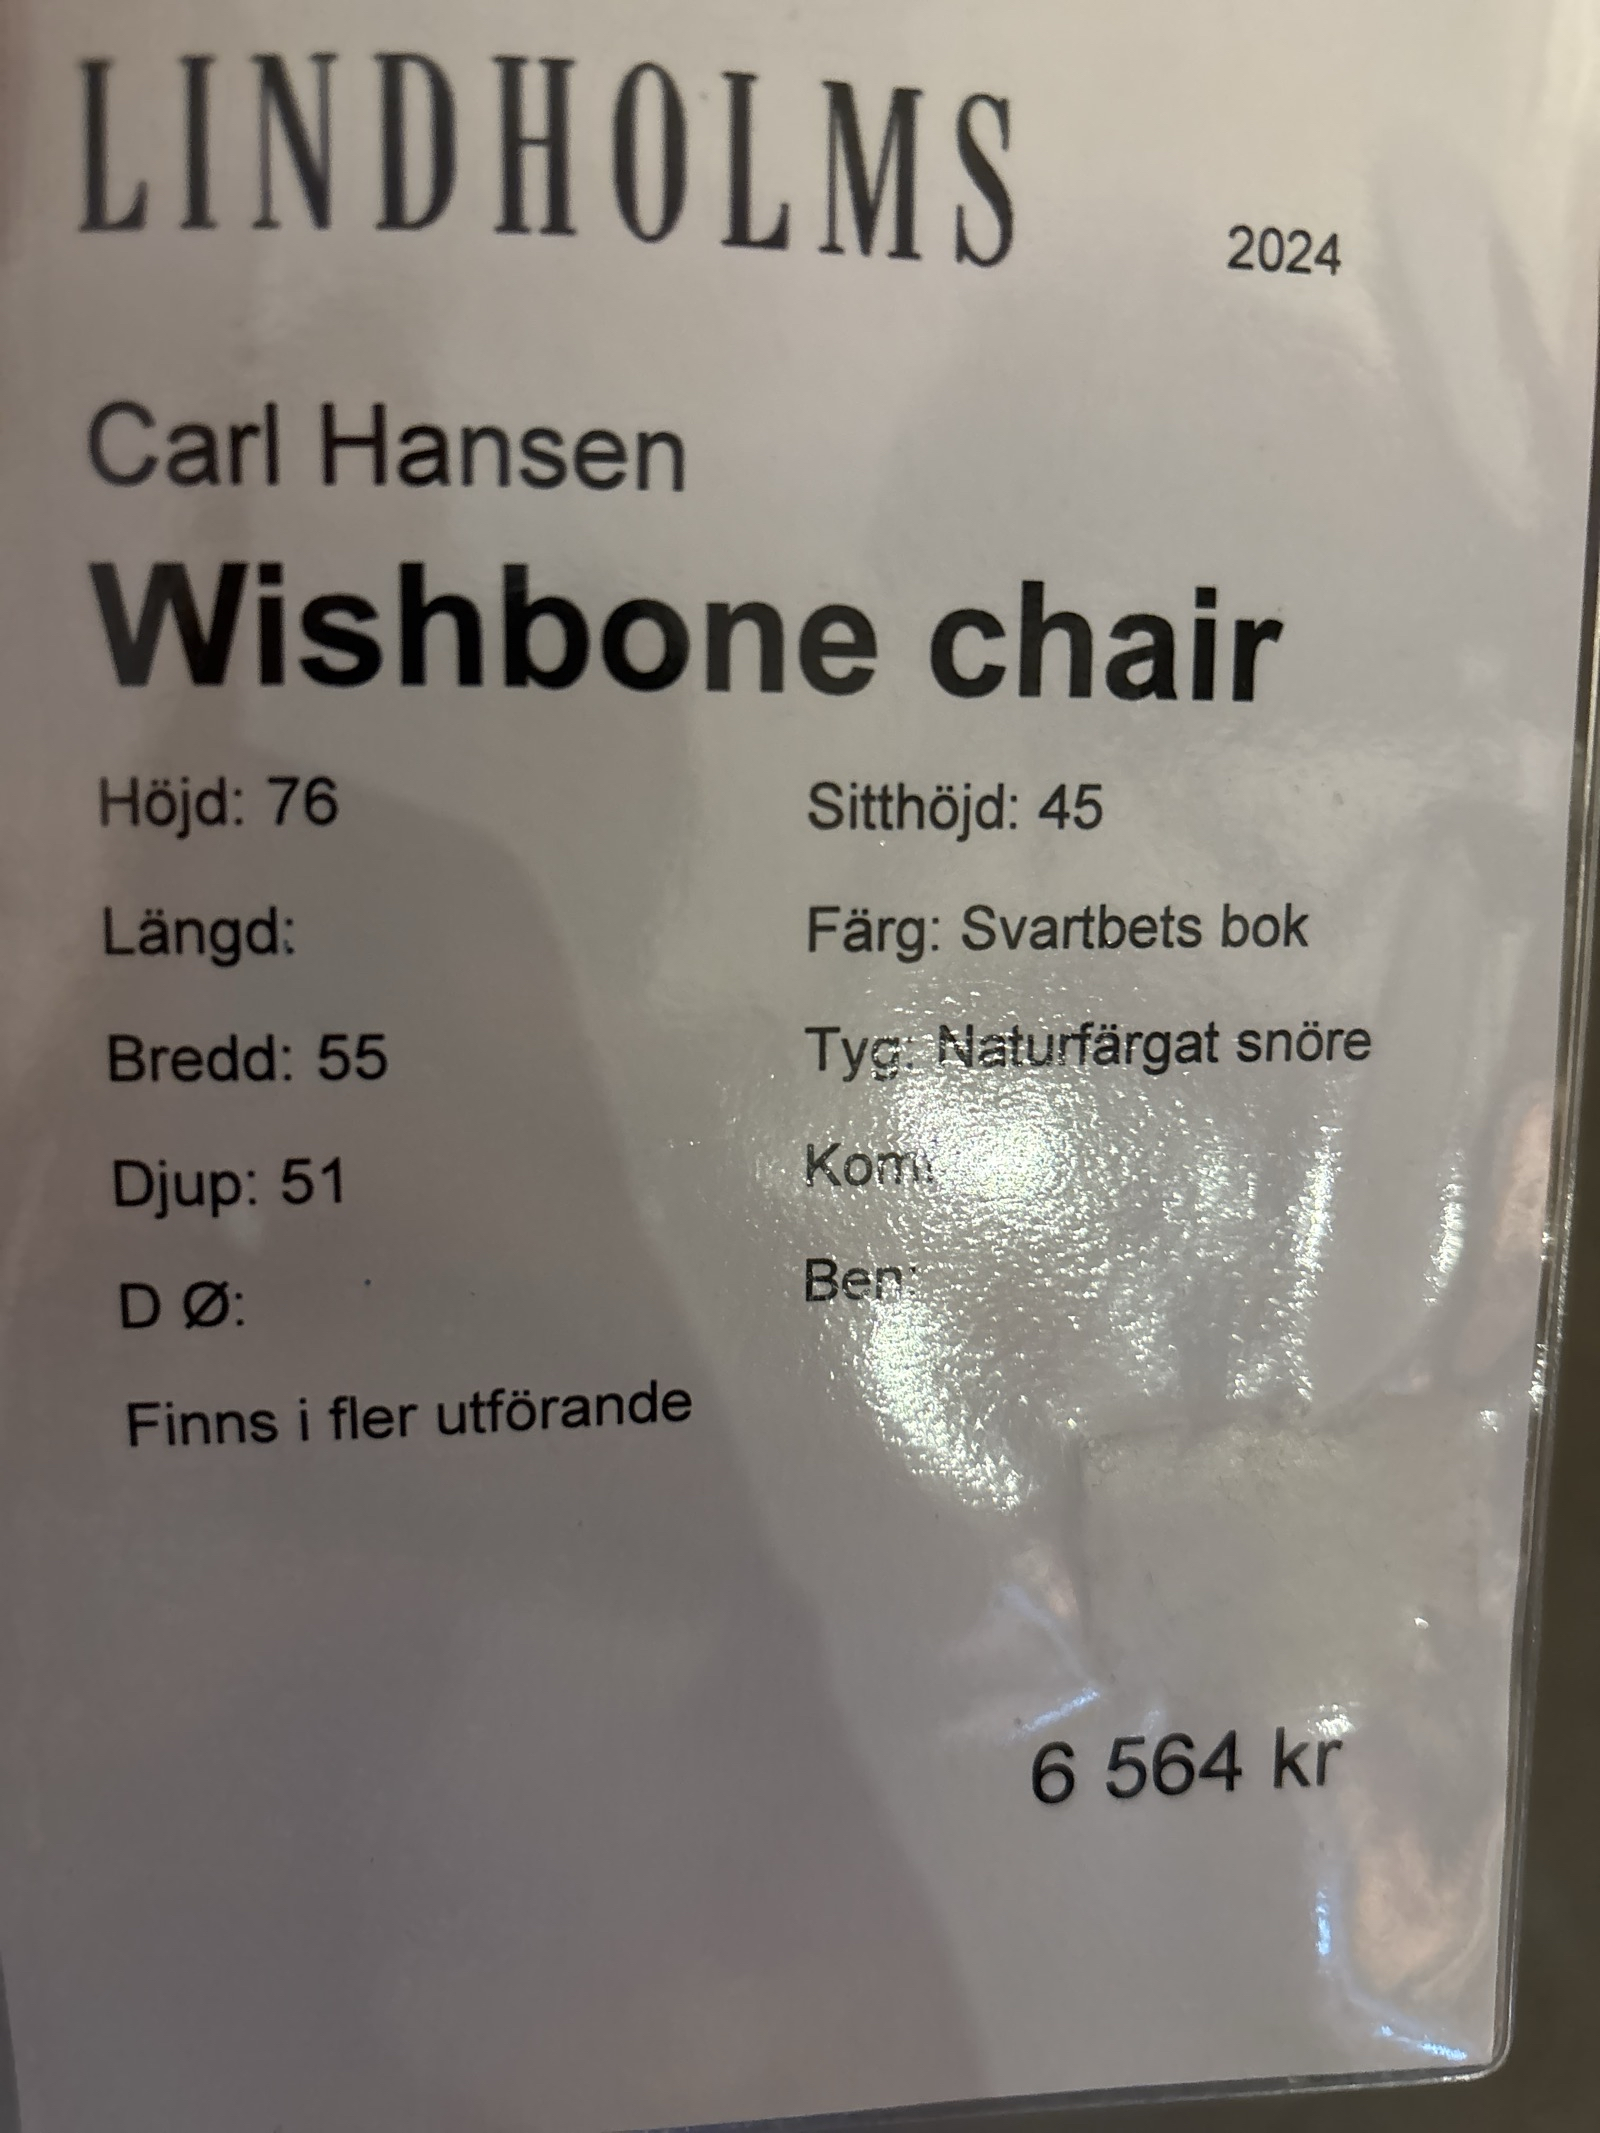 LINDHOLMS
2024
Carl Hansen
Wishbone chair
Höjd: 76
Sitthöjd: 45
Längd:
Färg: Svartbets bok
Bredd: 55
Tyg: Naturfärgat snöre
Djup: 51
Kom:
D Ø:
Ben:
Finns i fler utförande
6 564 kr